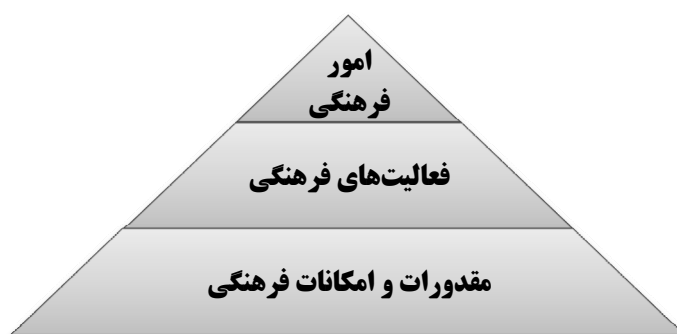 امور
فرهنگی
فعالیت‌های فرهنگی
مقدورات و امکانات فرهنگی